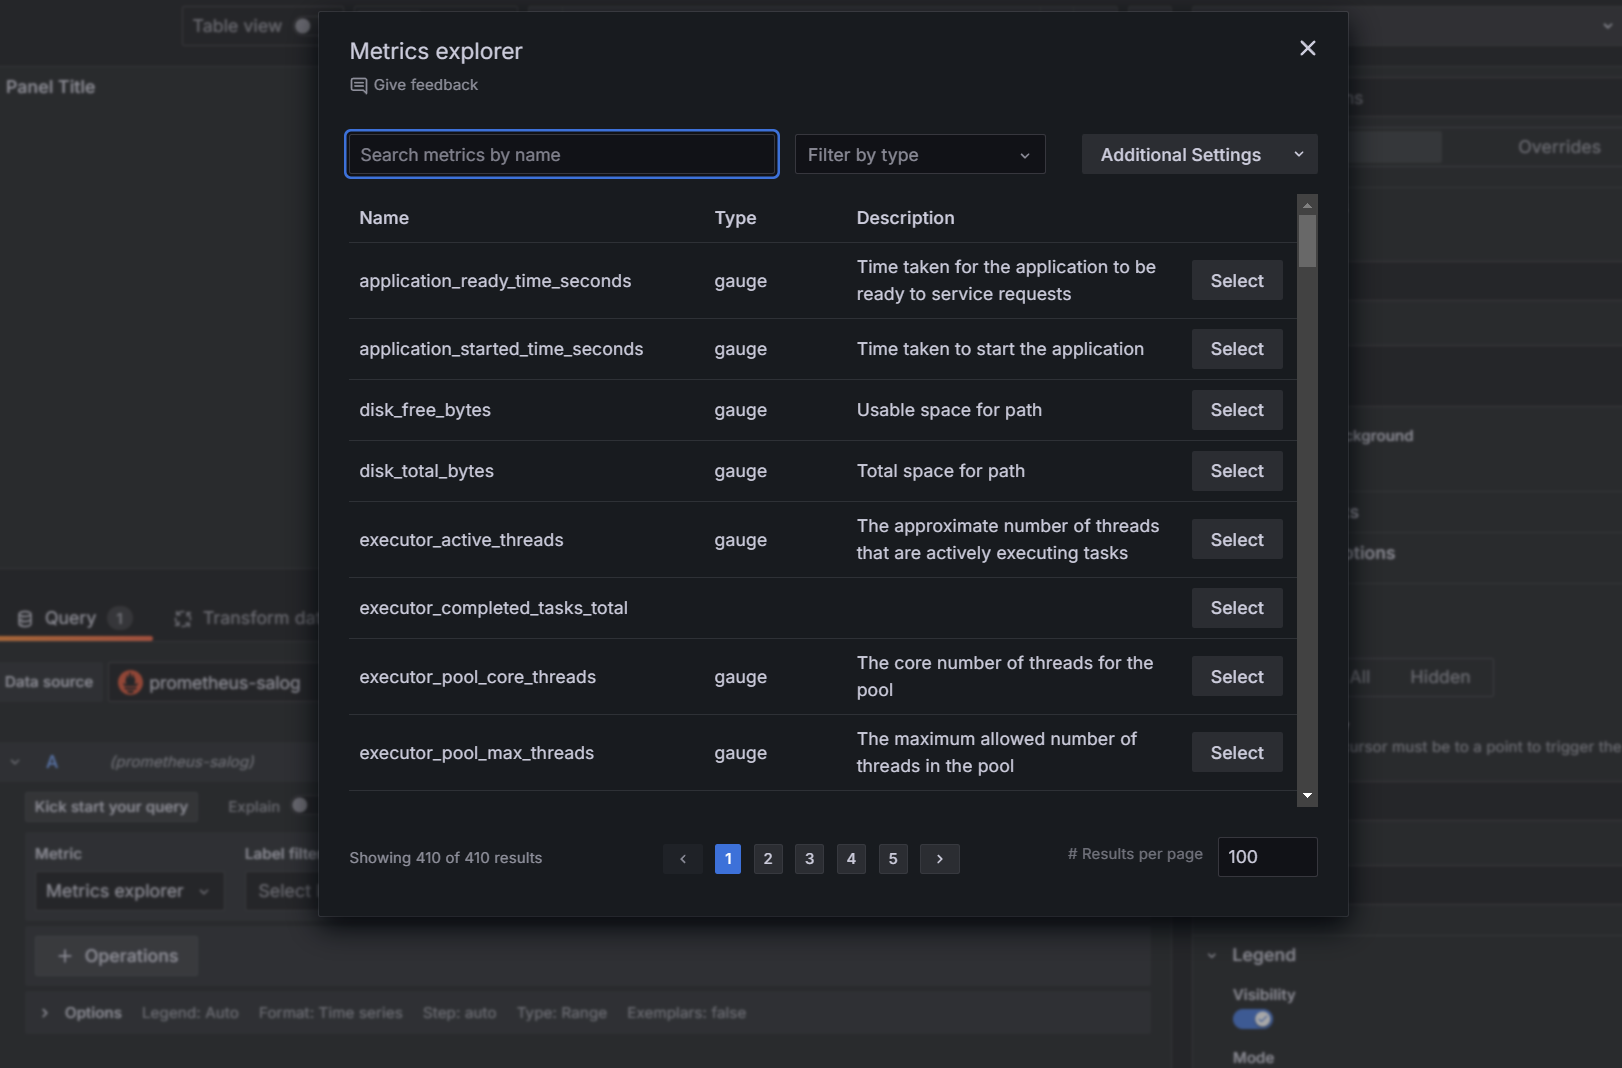 Table view
Panel Title
Metrics explorer
Give feedback
Search metrics by name
Filter by type
Additional Settings
Overrides
Name Type Description
application_ready_time_seconds gauge Time taken for the application to be
ready to service requests
Select
application_started_time_seconds gauge Time taken to start the application Select
disk_free_bytes gauge Usable space for path Select
disk_total_bytes gauge Total space for path Select
executor_active_threads gauge The approximate number of threads
that are actively executing tasks
Select
executor_completed_tasks_total Select
executor_pool_core_threads gauge The core number of threads for the
pool
Select
executor_pool_max_threads gauge The maximum allowed number of
threads in the pool
Select
Showing 410 of 410 results
1 2 3 4 5
# Results per page 100
Query 1
Transform dat
Data source prometheus-salog
A (prometheus-salog)
Kick start your query Explain
Metric Label filte
Metrics explorer Select
+ Operations
Options Legend: Auto Format: Time series Step: auto Type: Range Exemplars: false
ckground
ptions
All Hidden
ursor must be to a point to trigger the
Legend
Visibility
Mode